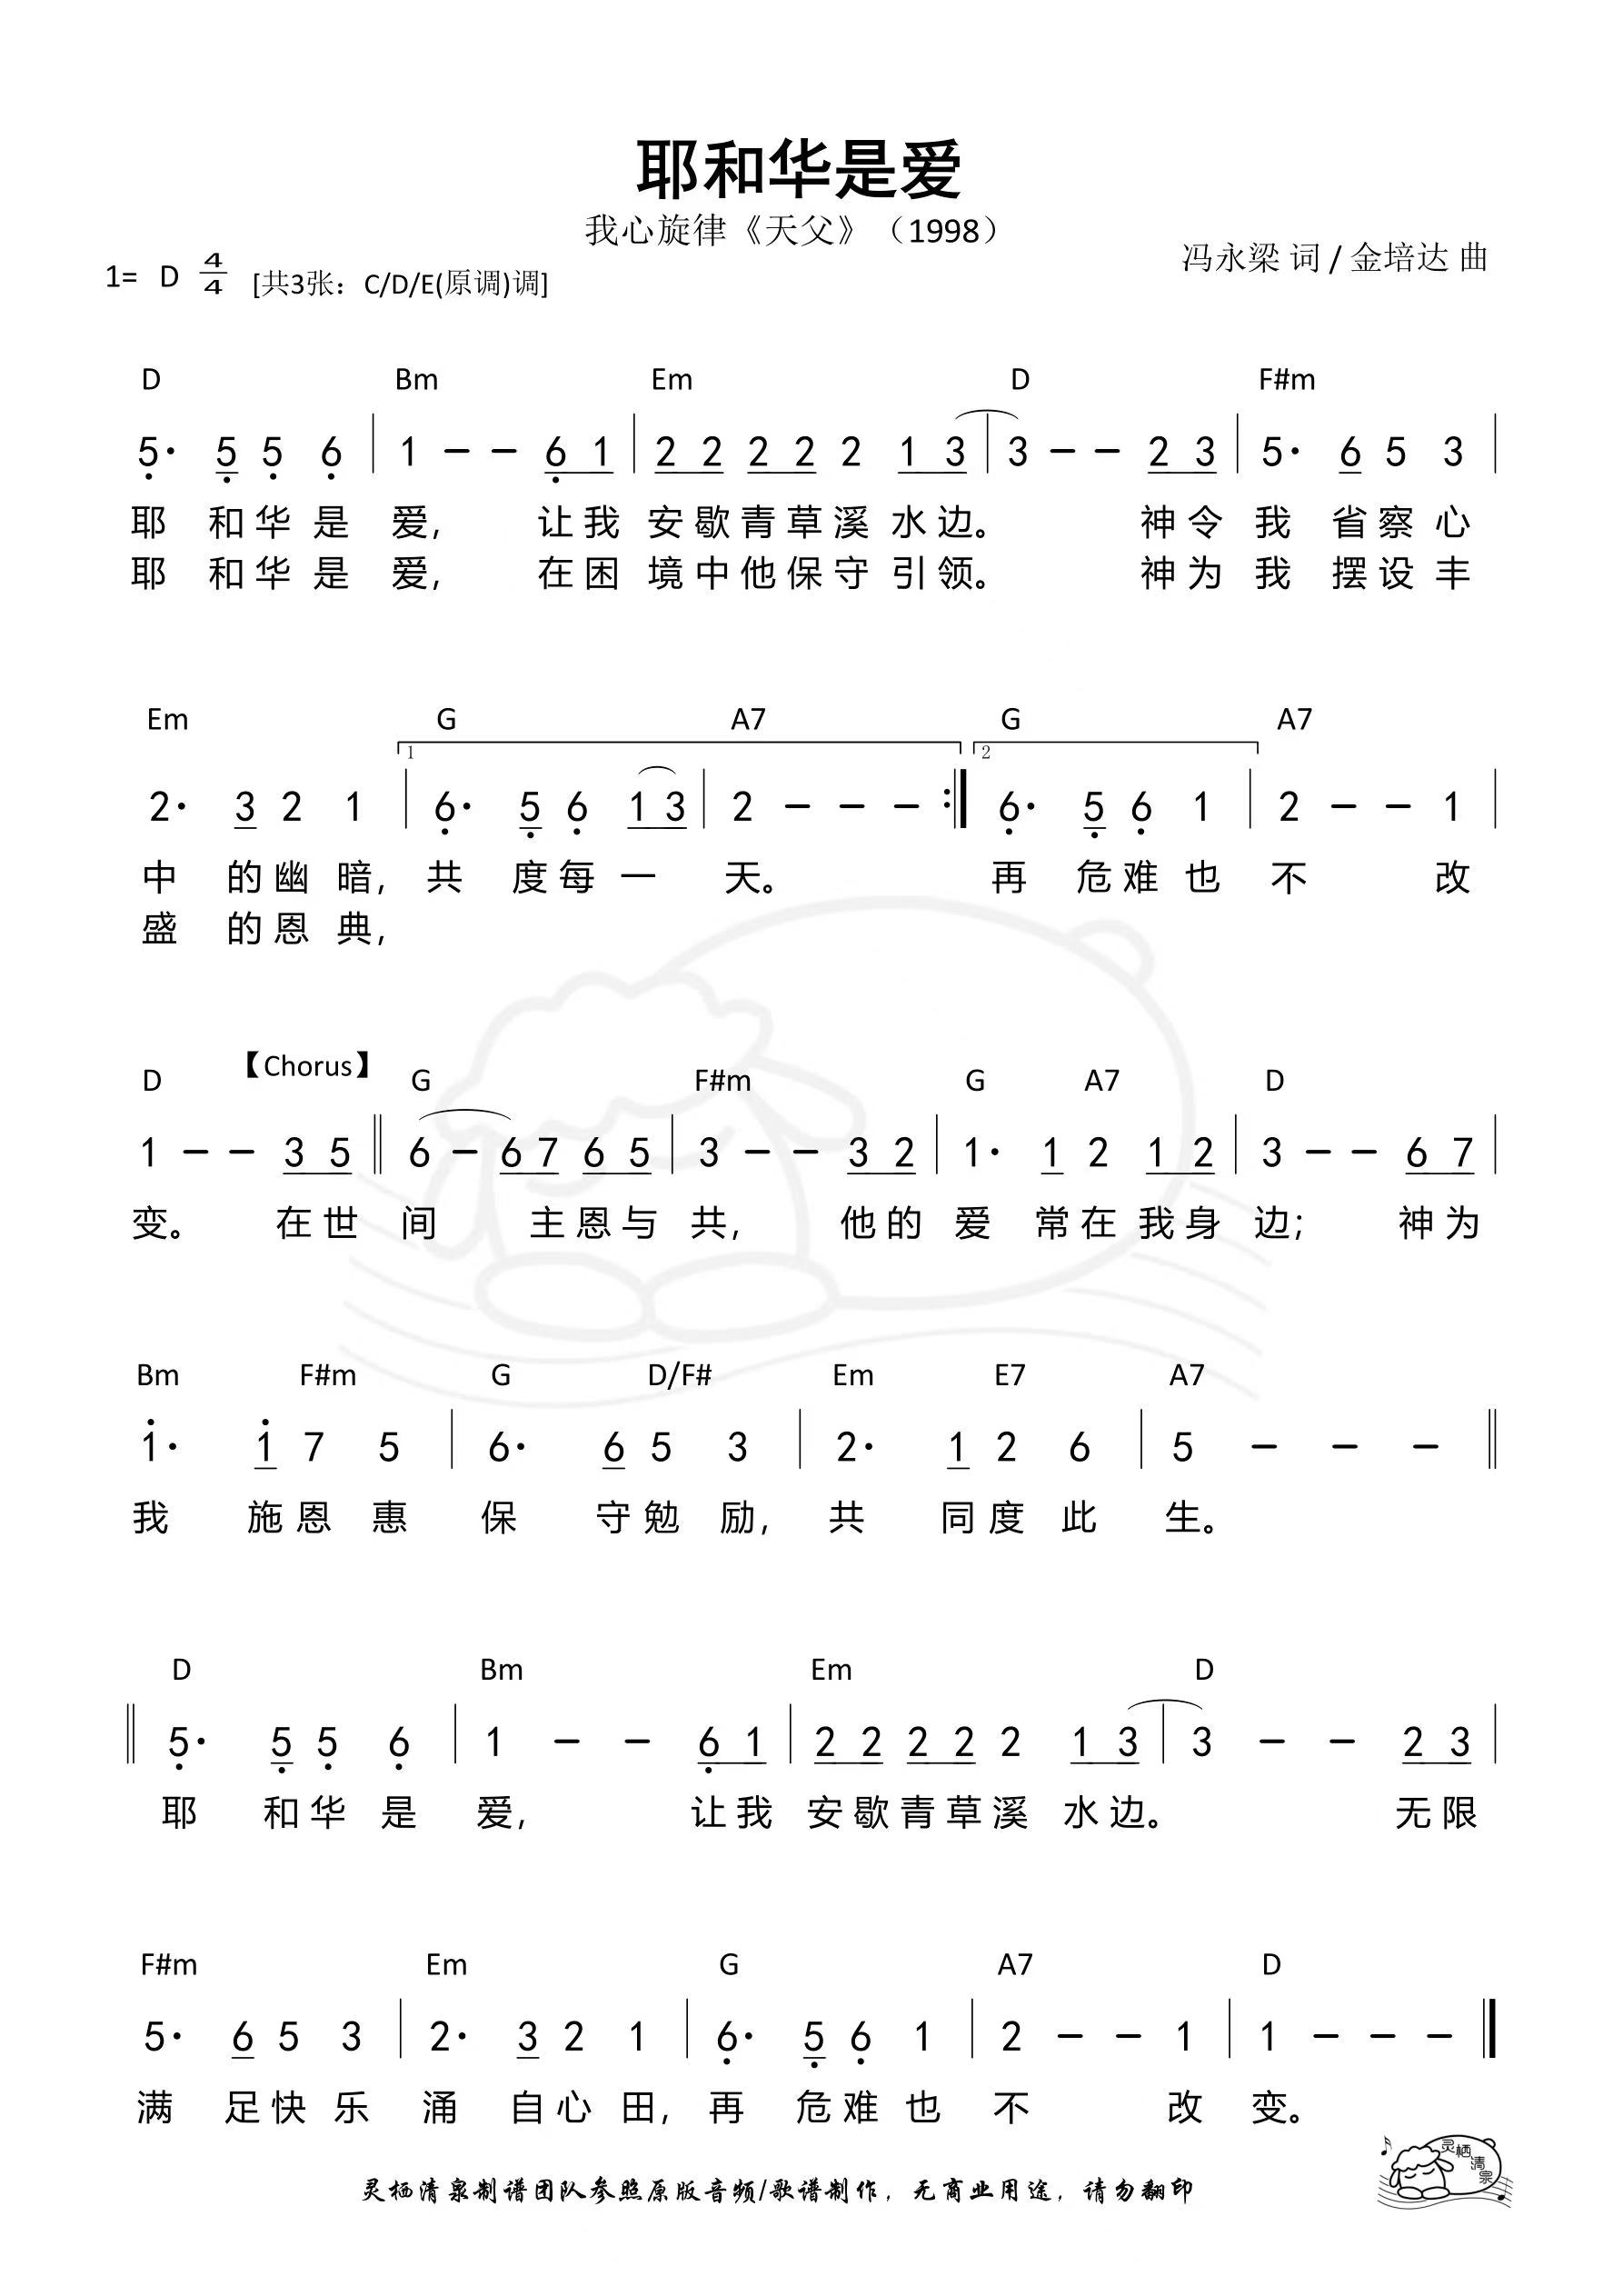 耶和华是爱
我心旋律《天父》（1998）
冯永梁 词 / 金培达 曲
1= D 4/4 [共3张：C/D/E(原调)调]
D Bm Em D F#m
5· 5 5 6 | 1 – – 6 1 | 2 2 2 2 2 1 3 | 3 – – 2 3 | 5· 6 5 3 |
耶 和华是 爱， 让我 安歇青草溪 水边。 神令 我 省察心
耶 和华是 爱， 在困 境中他保守 引领。 神为 我 摆设丰
Em G A7 G A7
1 2
2· 3 2 1 | 6· 5 6 1 3 | 2 – – – :| 6· 5 6 1 | 2 – – 1 |
中 的幽暗， 共 度每一 天。 再 危难也 不 改
盛 的恩典，
D 【Chorus】 G F#m G A7 D
1 – – 3 5 || 6 – 6 7 6 5 | 3 – – 3 2 | 1· 1 2 1 2 | 3 – – 6 7 |
变。 在世 间 主恩与 共， 他的 爱 常在我身 边； 神为
Bm F#m G D/F# Em E7 A7
1· 1 7 5 | 6· 6 5 3 | 2· 1 2 6 | 5 – – – ||
我 施恩惠 保 守勉励， 共 同度此 生。
D Bm Em D
|| 5· 5 5 6 | 1 – – 6 1 | 2 2 2 2 2 1 3 | 3 – – 2 3 |
耶 和华是 爱， 让我 安歇青草溪 水边。 无限
F#m Em G A7 D
5· 6 5 3 | 2· 3 2 1 | 6· 5 6 1 | 2 – – 1 | 1 – – – ||
满 足快乐 涌 自心田， 再 危难也 不 改 变。
灵栖清泉
灵栖清泉制谱团队参照原版音频/歌谱制作，无商业用途，请勿翻印